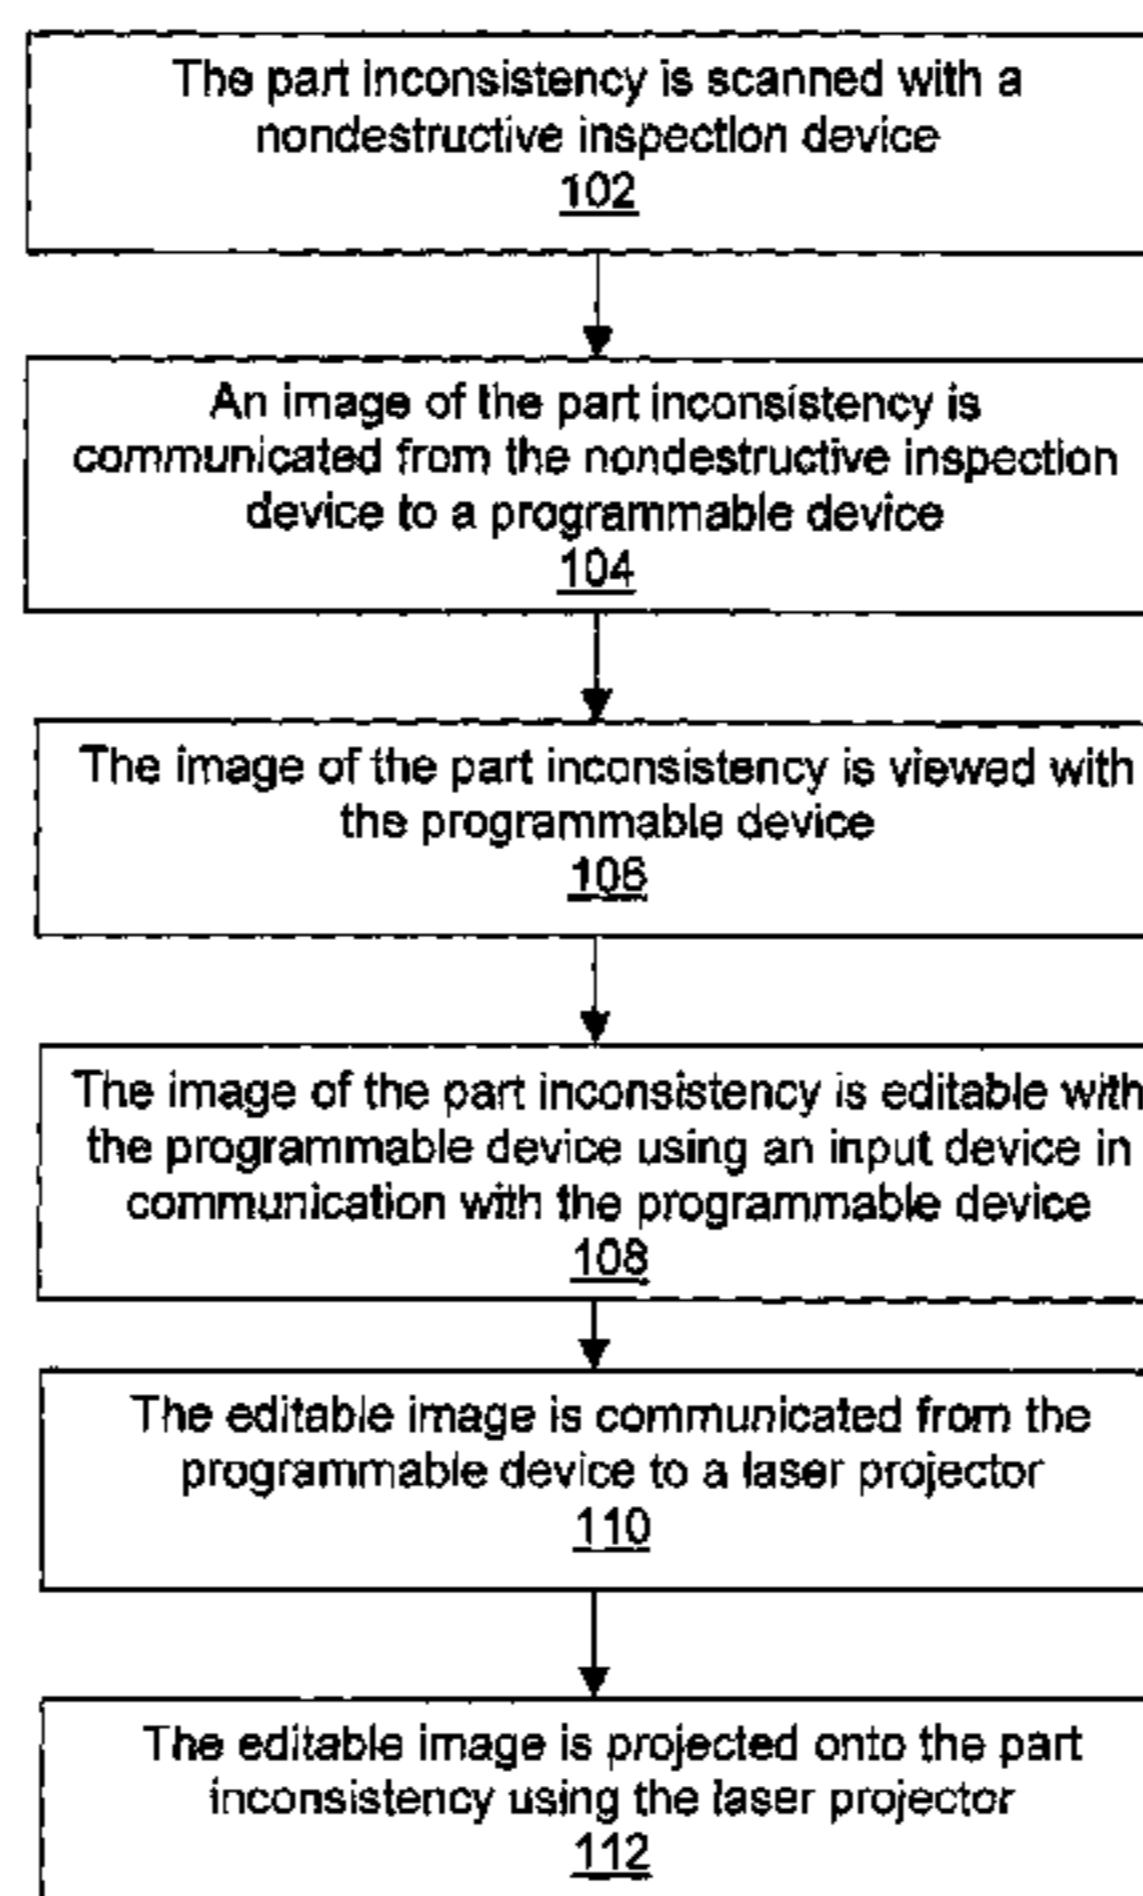 The part inconsistency is scanned with a
nondestructive inspection device
102
An image of the part inconsistency is
communicated from the nondestructive inspection
device to a programmable device
104
The image of the part inconsistency is viewed with
the programmable device
106
The image of the part inconsistency is editable with
the programmable device using an input device in
communication with the programmable device
108
The editable image is communicated from the
programmable device to a laser projector
110
The editable image is projected onto the part
inconsistency using the laser projector
112